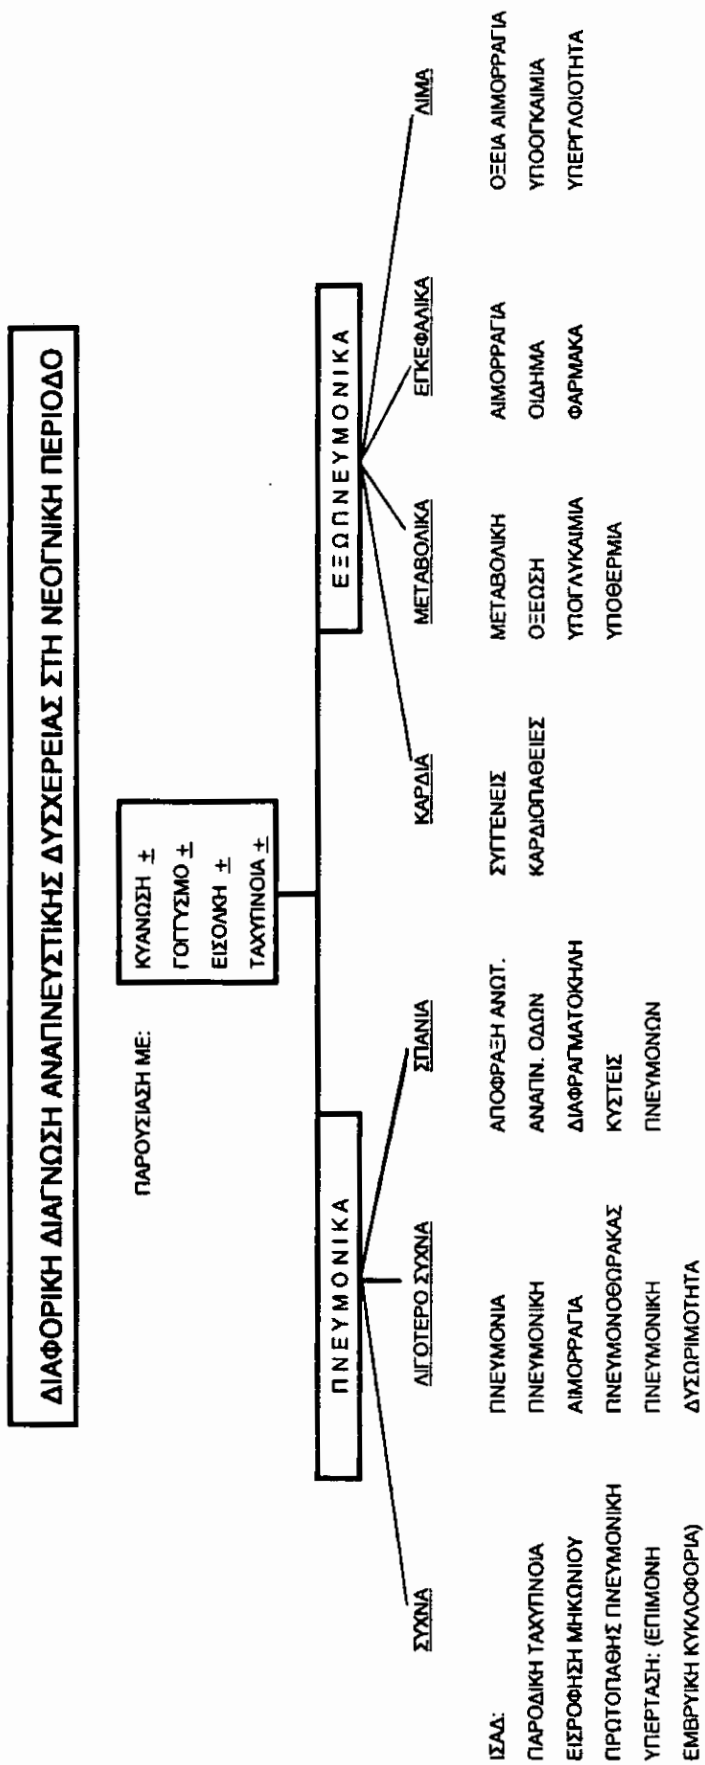 ΔΙΑΦΟΡΙΚΗ ΔΙΑΓΝΩΣΗ ΑΝΑΠΝΕΥΣΤΙΚΗΣ ΔΥΣΧΕΡΕΙΑΣ ΣΤΗ ΝΕΟΓΝΙΚΗ ΠΕΡΙΟΔΟ
ΠΑΡΟΥΣΙΑΣΗ ΜΕ:
ΚΥΑΝΩΣΗ ±
ΓΟΓΓΥΣΜΟ ±
ΕΙΣΟΛΚΗ ±
ΤΑΧΥΠΝΟΙΑ ±
ΠΝΕΥΜΟΝΙΚΑ
ΣΥΧΝΑ
ΙΣΑΔ:
ΠΑΡΟΔΙΚΗ ΤΑΧΥΠΝΟΙΑ
ΕΙΣΡΟΦΗΣΗ ΜΗΚΩΝΙΟΥ
ΠΡΩΤΟΠΑΘΗΣ ΠΝΕΥΜΟΝΙΚΗ
ΥΠΕΡΤΑΣΗ: (ΕΠΙΜΟΝΗ
ΕΜΒΡΥΙΚΗ ΚΥΚΛΟΦΟΡΙΑ)
ΛΙΓΟΤΕΡΟ ΣΥΧΝΑ
ΠΝΕΥΜΟΝΙΑ
ΠΝΕΥΜΟΝΙΚΗ
ΑΙΜΟΡΡΑΓΙΑ
ΠΝΕΥΜΟΝΟΘΩΡΑΚΑΣ
ΠΝΕΥΜΟΝΙΚΗ
ΔΥΣΩΡΙΜΟΤΗΤΑ
ΣΠΑΝΙΑ
ΑΠΟΦΡΑΞΗ ΑΝΩΤ.
ΑΝΑΠΝ. ΟΔΩΝ
ΔΙΑΦΡΑΓΜΑΤΟΚΗΛΗ
ΚΥΣΤΕΙΣ
ΠΝΕΥΜΟΝΩΝ
ΕΞΩΠΝΕΥΜΟΝΙΚΑ
ΚΑΡΔΙΑ
ΣΥΓΓΕΝΕΙΣ
ΚΑΡΔΙΟΠΑΘΕΙΕΣ
ΜΕΤΑΒΟΛΙΚΑ
ΜΕΤΑΒΟΛΙΚΗ
ΟΞΕΩΣΗ
ΥΠΟΓΛΥΚΑΙΜΙΑ
ΥΠΟΘΕΡΜΙΑ
ΕΓΚΕΦΑΛΙΚΑ
ΑΙΜΟΡΡΑΓΙΑ
ΟΙΔΗΜΑ
ΦΑΡΜΑΚΑ
ΑΙΜΑ
ΟΞΕΙΑ ΑΙΜΟΡΡΑΓΙΑ
ΥΠΟΟΓΚΑΙΜΙΑ
ΥΠΕΡΓΛΟΙΟΤΗΤΑ